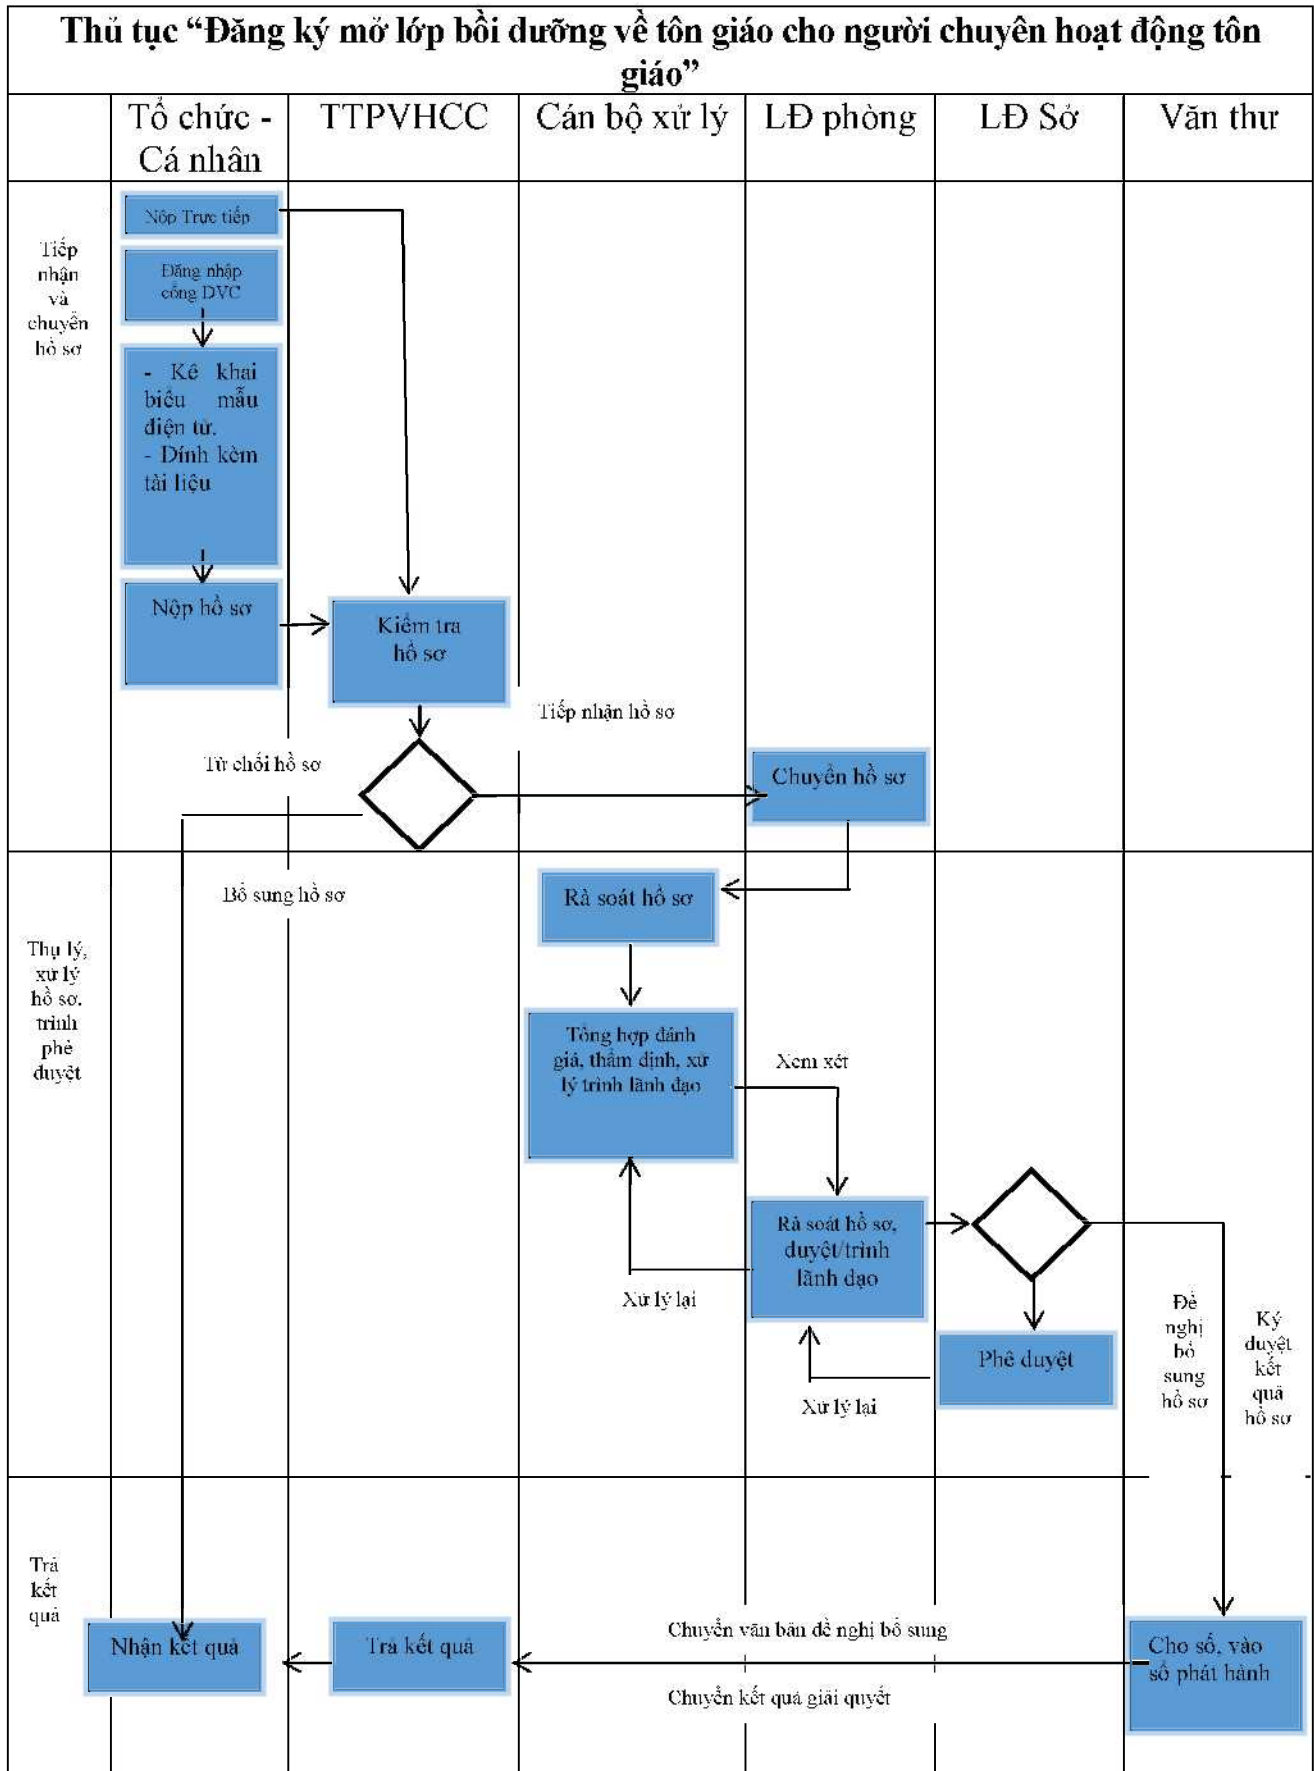 Thủ tục “Đăng ký mở lớp bồi dưỡng về tôn giáo cho người chuyên hoạt động tôn
giáo”
Tổ chức -
Cá nhân
TTPVHCC
Cán bộ xử lý
LĐ phòng
LĐ Sở
Văn thư
Tiếp
nhận
và
chuyển
hồ sơ
Nộp Trực tiếp
Đăng nhập
cổng DVC
- Kê khai
biểu mẫu
điện tử.
- Đính kèm
tài liệu
Nộp hồ sơ
Kiểm tra
hồ sơ
Tiếp nhận hồ sơ
Từ chối hồ sơ
Chuyển hồ sơ
Bổ sung hồ sơ
Thụ lý,
xử lý
hồ sơ.
trình
phê
duyệt
Rà soát hồ sơ
Tổng hợp đánh
giá, thẩm định, xử
lý trình lãnh đạo
Xem xét
Rà soát hồ sơ,
duyệt/trình
lãnh đạo
Xử lý lại
Phê duyệt
Xử lý lại
Đề
nghị
bổ
sung
hồ sơ
Ký
duyệt
kết
quả
hồ sơ
Trả
kết
quả
Nhận kết quả
Trả kết quả
Chuyển văn bản đề nghị bổ sung
Chuyển kết quả giải quyết
Cho số, vào
sổ phát hành